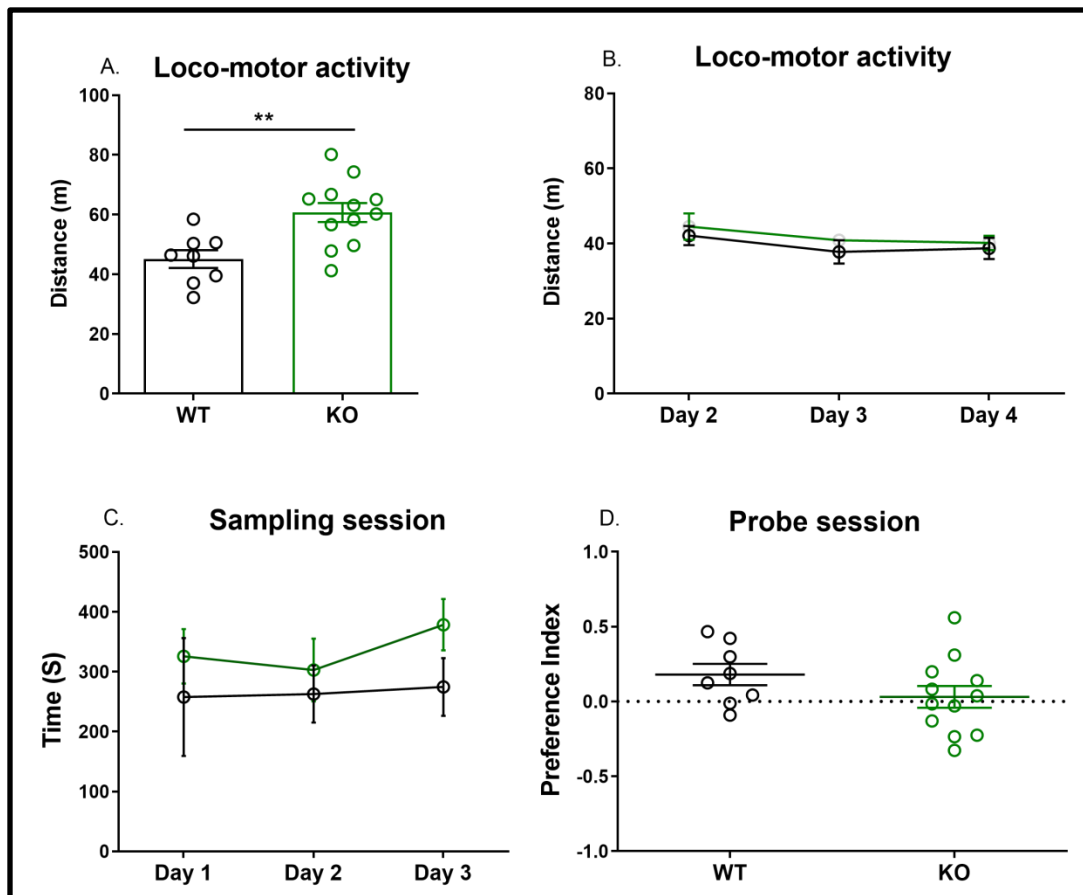 A. Loco-motor activity
100
80
60
40
20
0
Distance (m)
**
WT KO
B. Loco-motor activity
80
60
40
20
0
Distance (m)
Day 2 Day 3 Day 4
C. Sampling session
500
400
300
200
100
0
Time (S)
Day 1 Day 2 Day 3
D. Probe session
1.0
0.5
0.0
-0.5
-1.0
Preference Index
WT KO